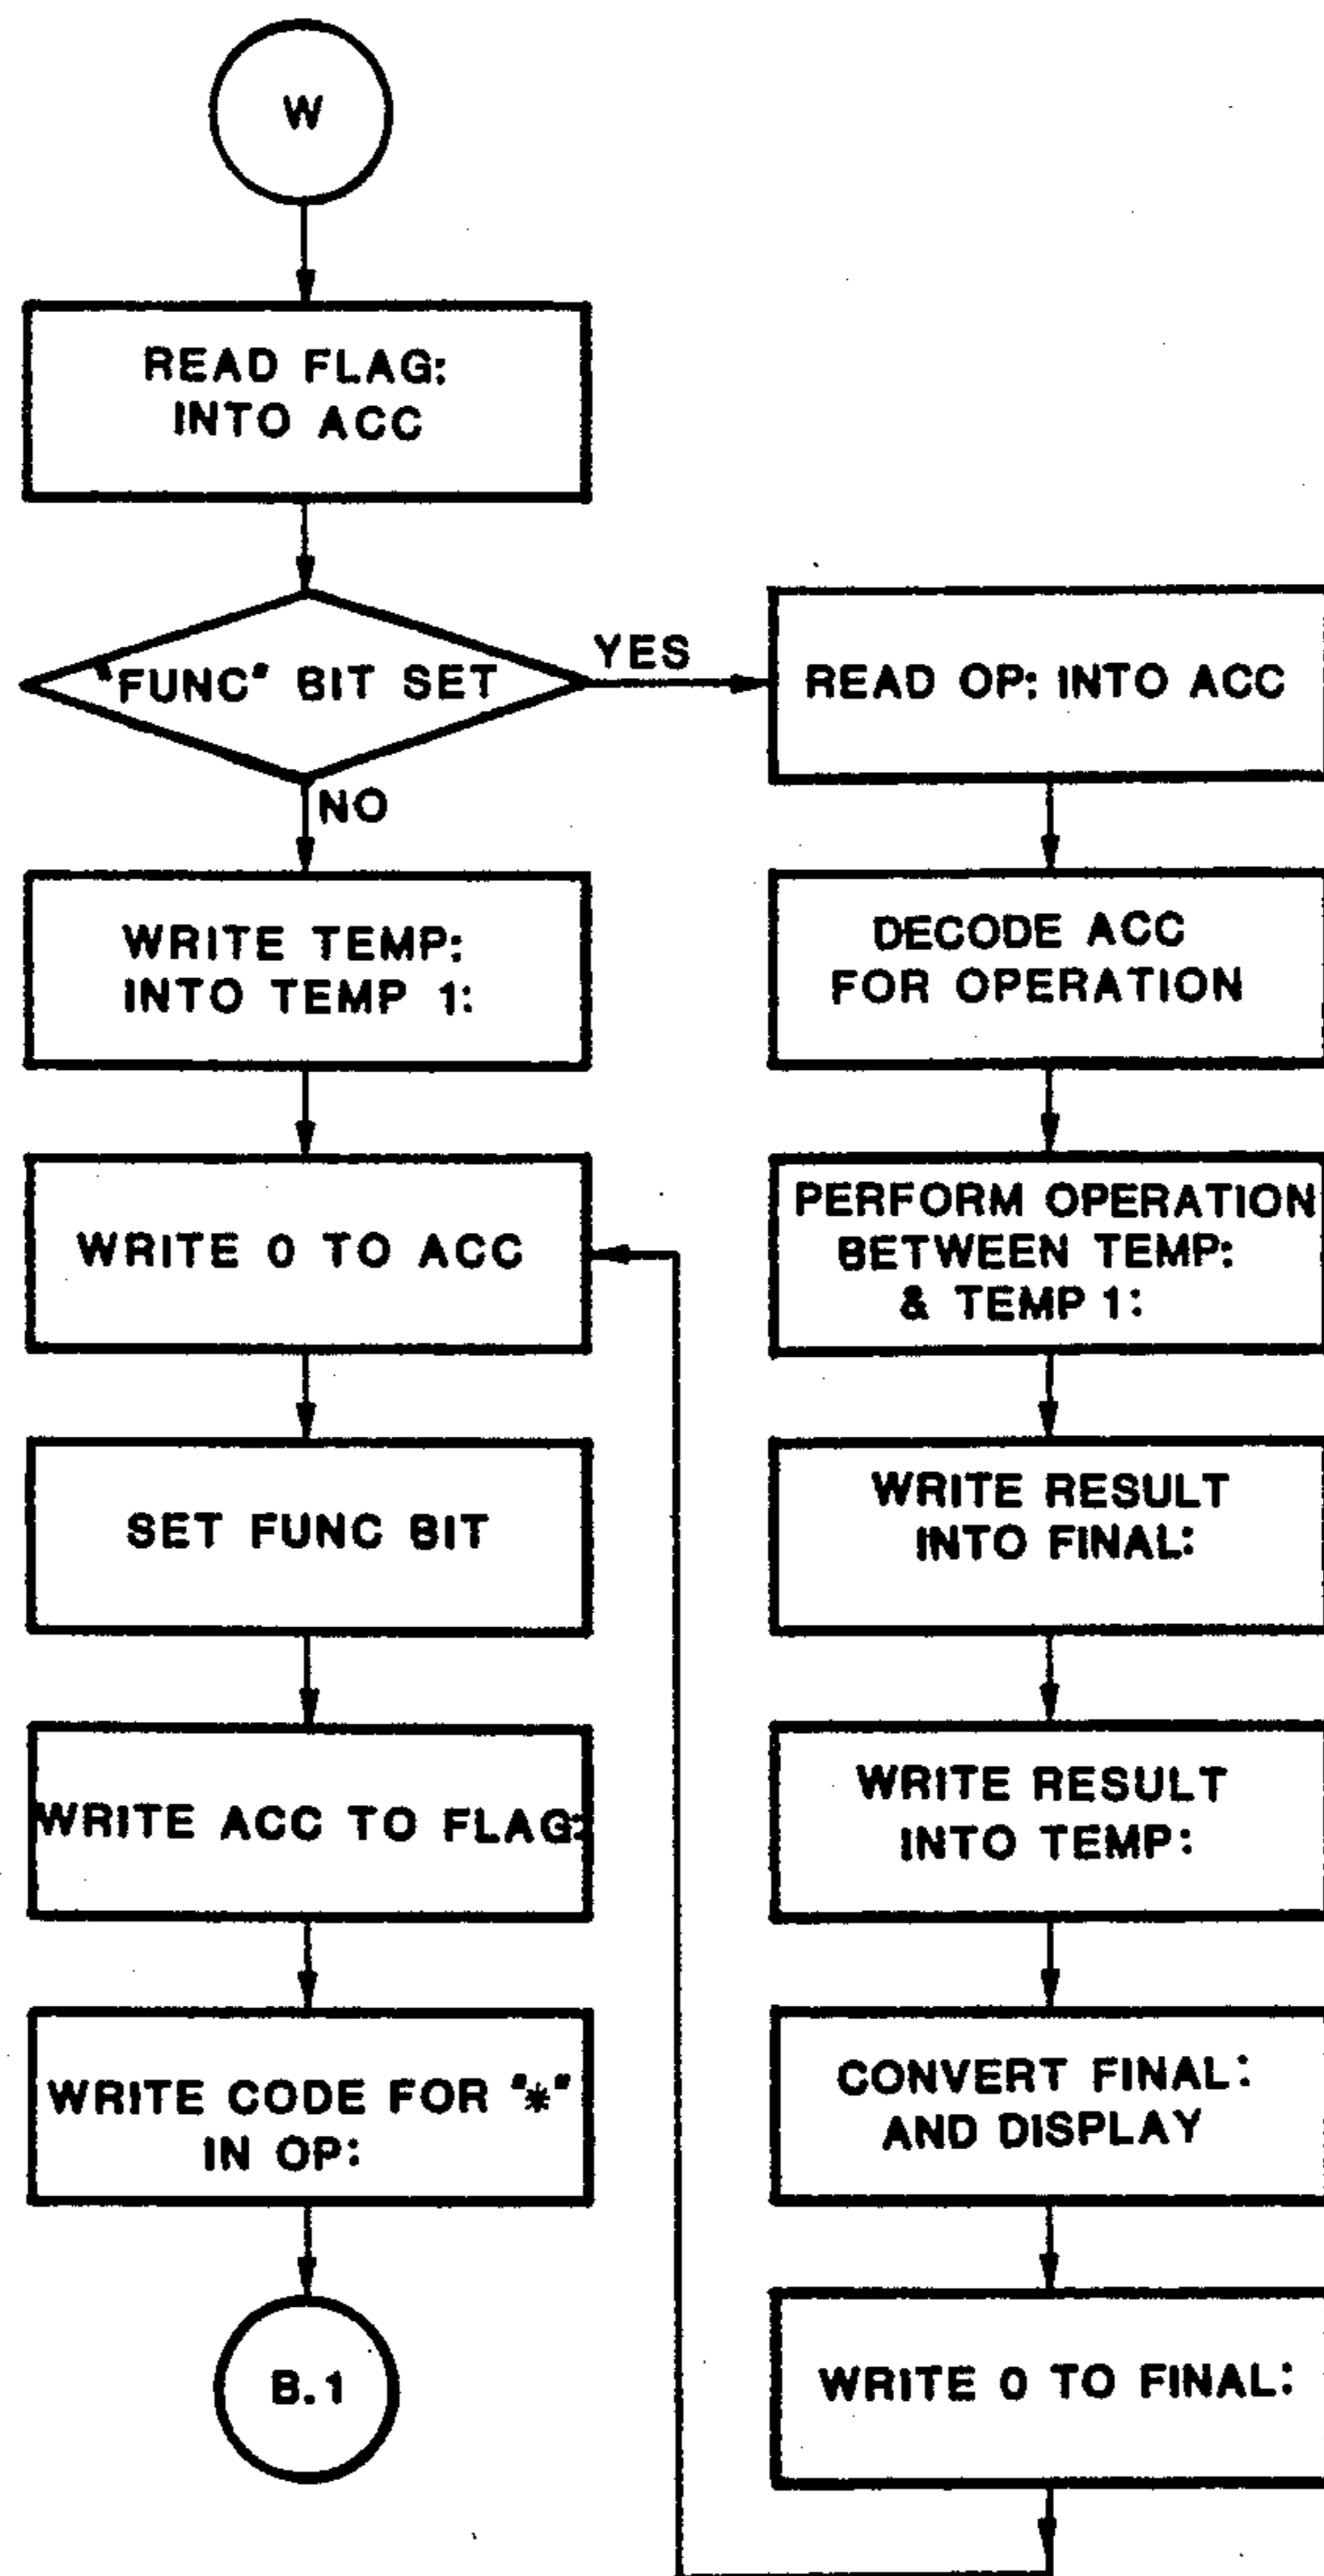 W
READ FLAG:
INTO ACC
"FUNC" BIT SET
YES
NO
WRITE TEMP:
INTO TEMP 1:
WRITE 0 TO ACC
SET FUNC BIT
WRITE ACC TO FLAG:
WRITE CODE FOR "*"
IN OP:
B.1
READ OP: INTO ACC
DECODE ACC
FOR OPERATION
PERFORM OPERATION
BETWEEN TEMP:
& TEMP 1:
WRITE RESULT
INTO FINAL:
WRITE RESULT
INTO TEMP:
CONVERT FINAL:
AND DISPLAY
WRITE 0 TO FINAL: